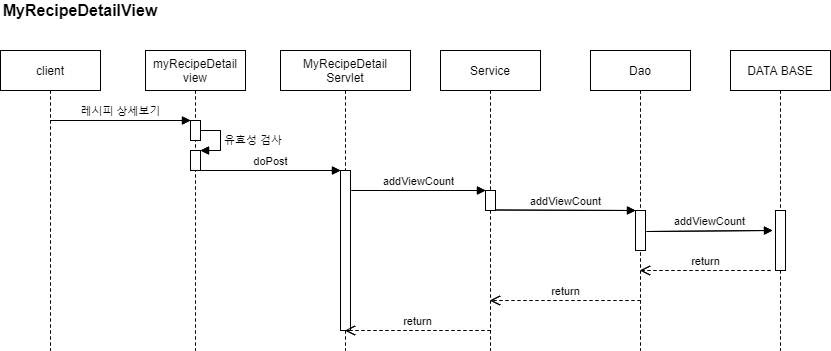 MyRecipeDetailView
client
myRecipeDetail
view
MyRecipeDetail
Servlet
Service
Dao
DATA BASE
레시피 상세보기
유효성 검사
doPost
addViewCount
addViewCount
addViewCount
return
return
return